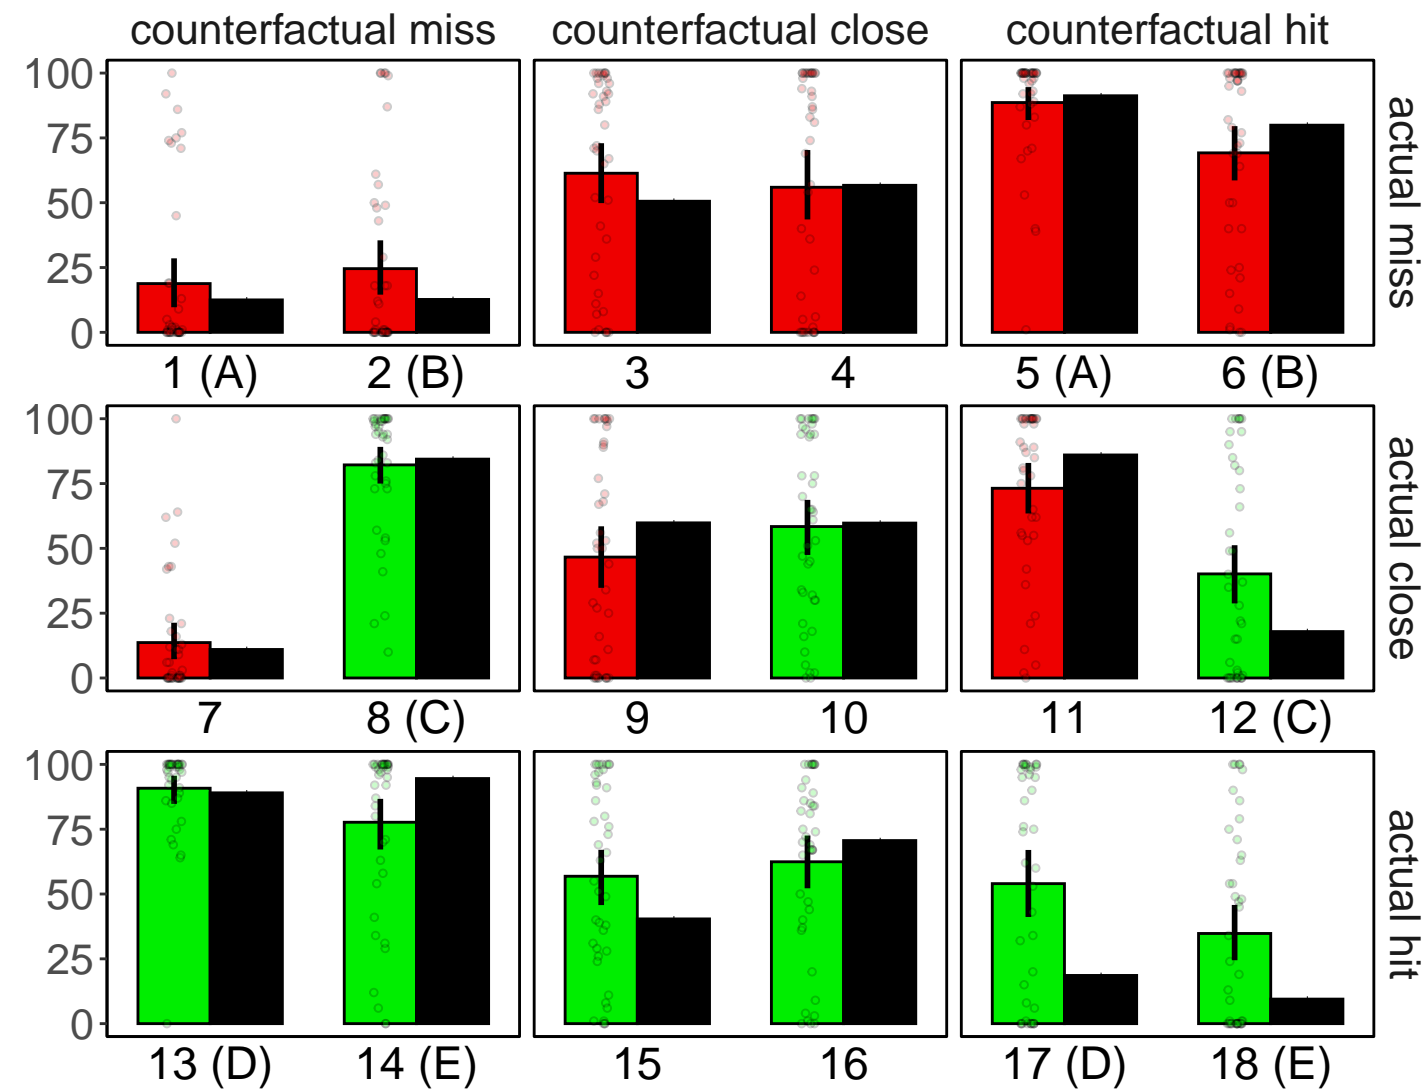 counterfactual miss counterfactual close counterfactual hit
100
75
50
25
0
actual miss
1 (A) 2 (B) 3 4 5 (A) 6 (B)
100
75
50
25
0
actual close
7 8 (C) 9 10 11 12 (C)
100
75
50
25
0
actual hit
13 (D) 14 (E) 15 16 17 (D) 18 (E)